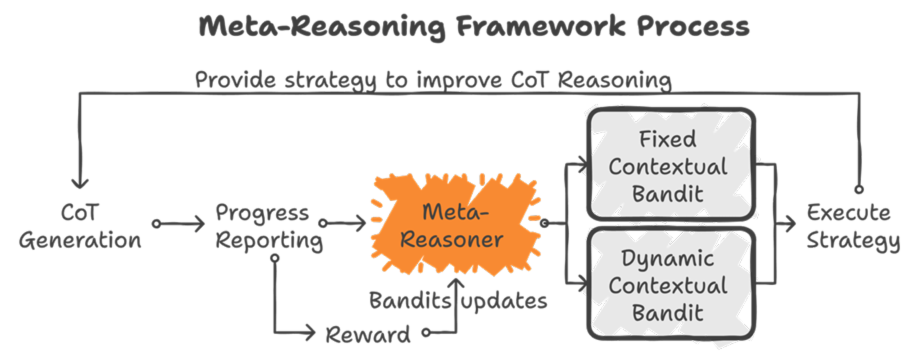 Meta-Reasoning Framework Process
Provide strategy to improve CoT Reasoning
Fixed
Contextual
Bandit
CoT
Generation
Progress
Reporting
Meta-
Reasoner
Execute
Strategy
Dynamic
Contextual
Bandit
Bandits updates
Reward